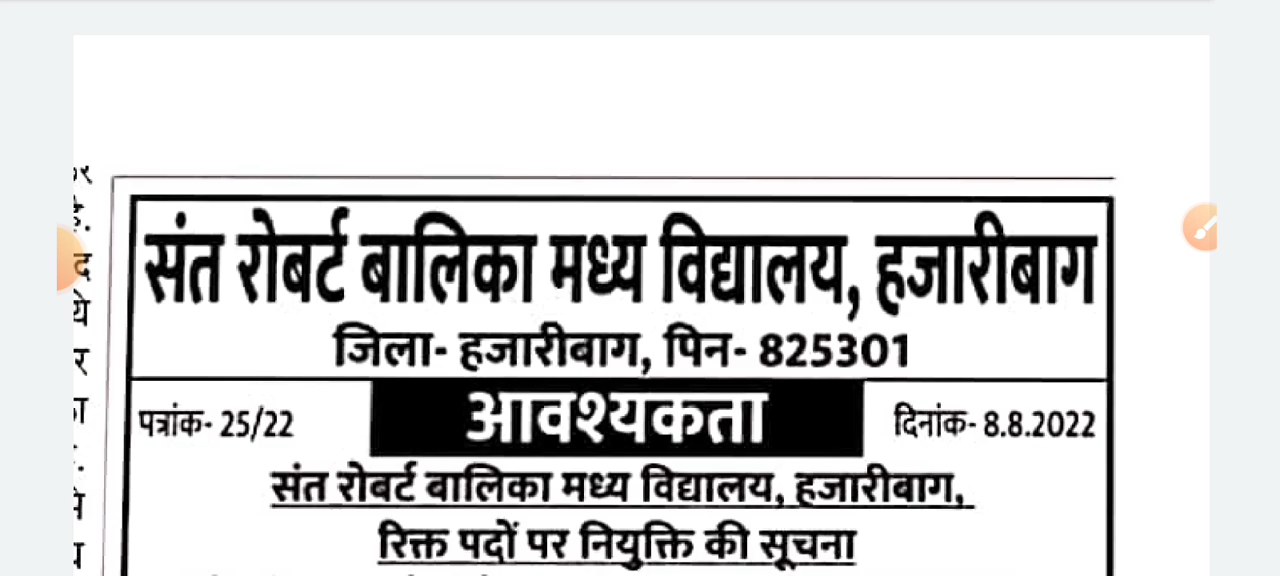 संत रोबर्ट बालिका मध्य विद्यालय, हजारीबाग
जिला- हजारीबाग, पिन- 825301
पत्रांक- 25/22
आवश्यकता
दिनांक- 8.8.2022
संत रोबर्ट बालिका मध्य विद्यालय, हजारीबाग,
रिक्त पदों पर नियुक्ति की सूचना